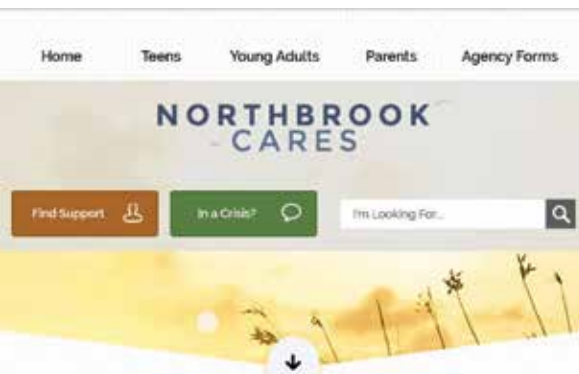 Home Teens Young Adults Parents Agency Forms
NORTHBROOK
CARES
Find Support In a Crisis? I'm Looking For...